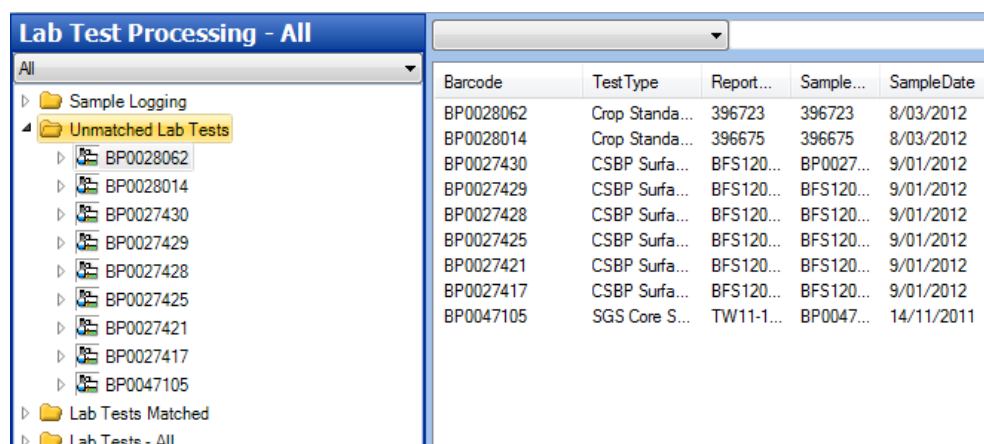 Lab Test Processing - All
All
Sample Logging
Unmatched Lab Tests
BP0028062
BP0028014
BP0027430
BP0027429
BP0027428
BP0027425
BP0027421
BP0027417
BP0047105
Lab Tests Matched
Lab Tests - All
Barcode TestType Report... Sample... SampleDate
BP0028062 Crop Standa... 396723 396723 8/03/2012
BP0028014 Crop Standa... 396675 396675 8/03/2012
BP0027430 CSBP Surfa... BFS120... BP0027... 9/01/2012
BP0027429 CSBP Surfa... BFS120... BFS120... 9/01/2012
BP0027428 CSBP Surfa... BFS120... BFS120... 9/01/2012
BP0027425 CSBP Surfa... BFS120... BFS120... 9/01/2012
BP0027421 CSBP Surfa... BFS120... BFS120... 9/01/2012
BP0027417 CSBP Surfa... BFS120... BFS120... 9/01/2012
BP0047105 SGS Core S... TW11-1... BP0047... 14/11/2011